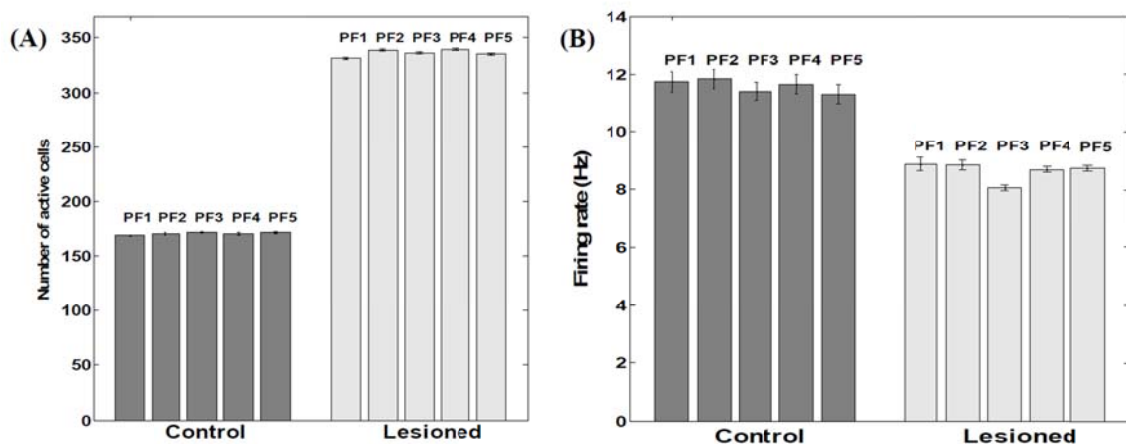 (A)
Number of active cells
350
300
250
200
150
100
50
0
PF1 PF2 PF3 PF4 PF5
PF1 PF2 PF3 PF4 PF5
Control Lesioned
(B)
Firing rate (Hz)
14
12
10
8
6
4
2
0
PF1 PF2 PF3 PF4 PF5
PF1 PF2 PF3 PF4 PF5
Control Lesioned